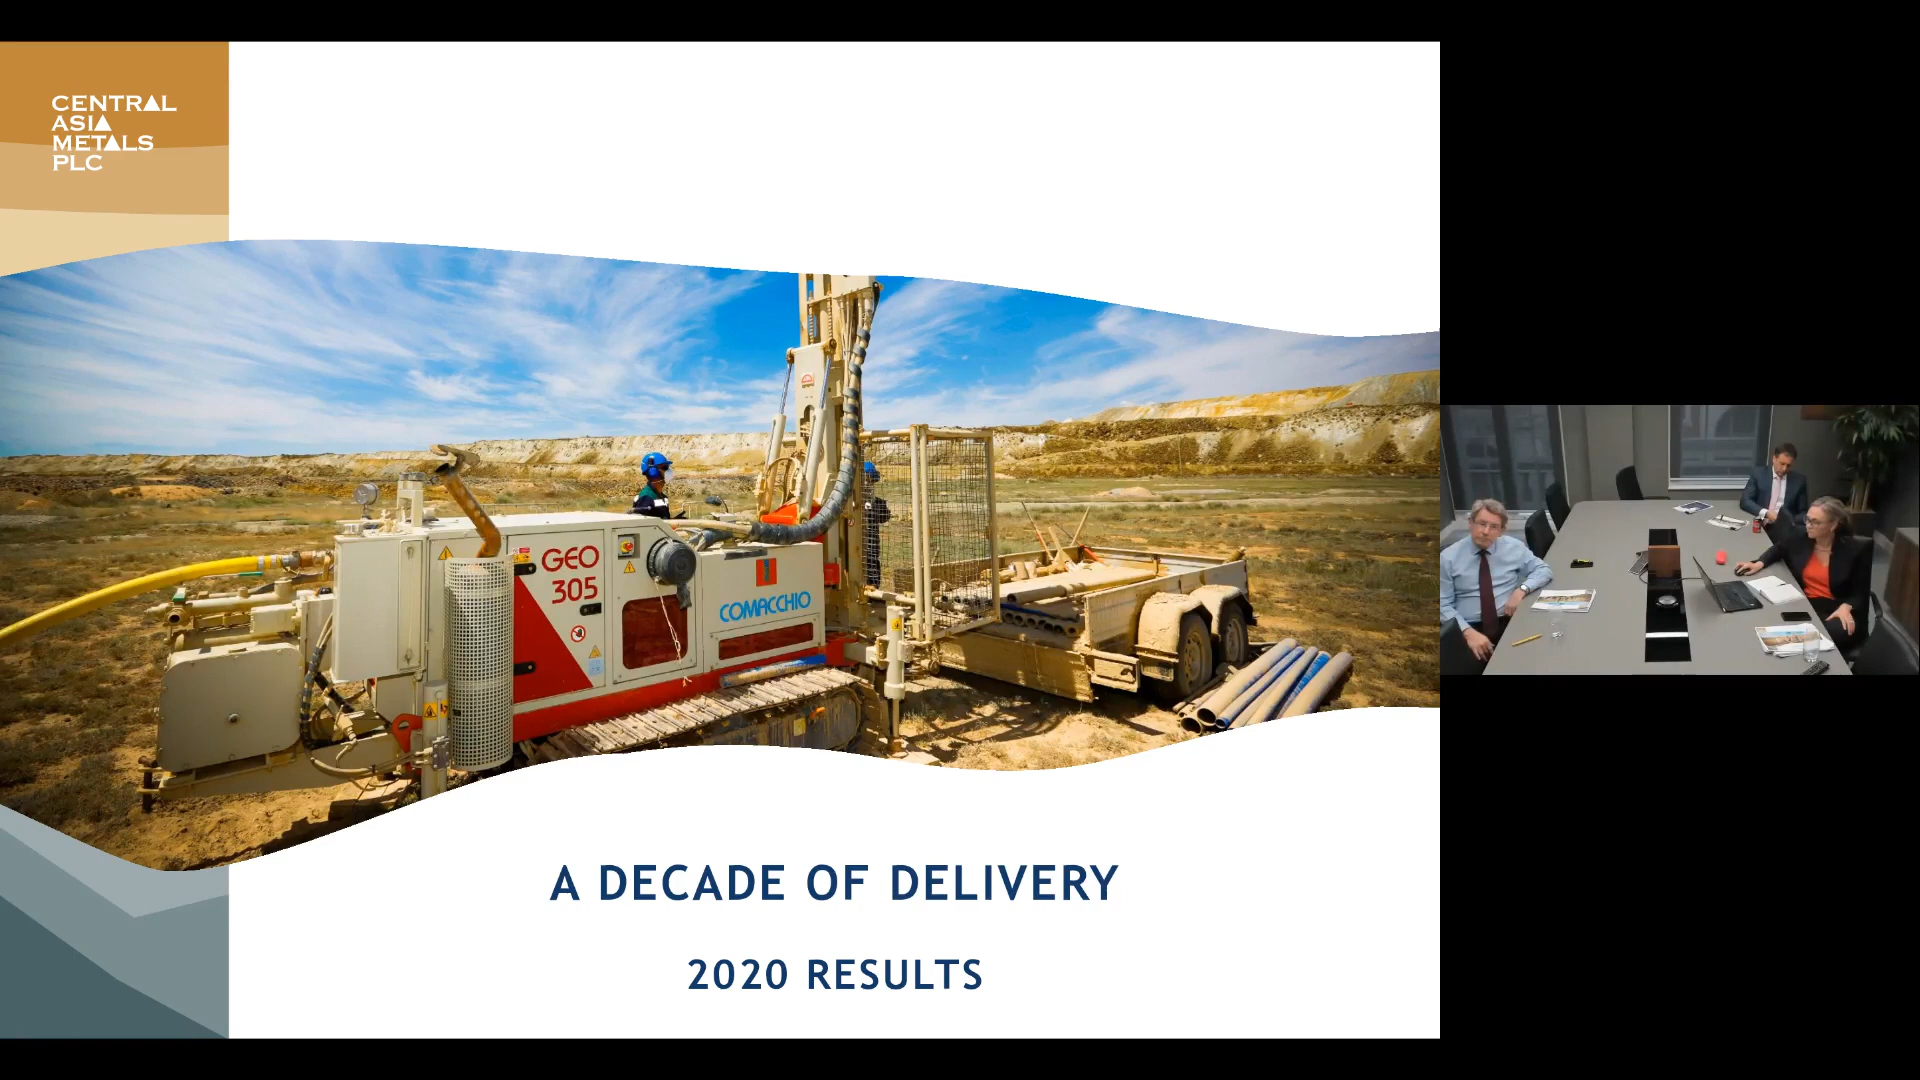 CENTRAL
ASIA
METALS
PLC
GEO
305
COMACCHIO
A DECADE OF DELIVERY
2020 RESULTS